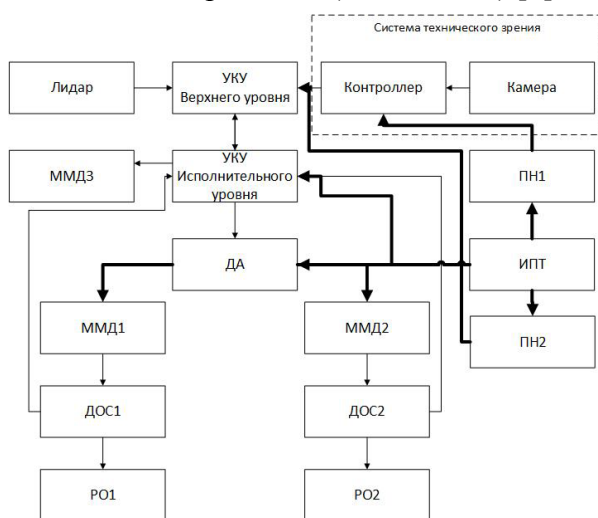 Система технического зрения
Лидар
УКУ
Верхнего уровня
Контроллер
Камера
ММД3
УКУ
Исполнительного
уровня
ПН1
ДА
ИПТ
ММД1
ММД2
ПН2
ДОС1
ДОС2
РО1
РО2